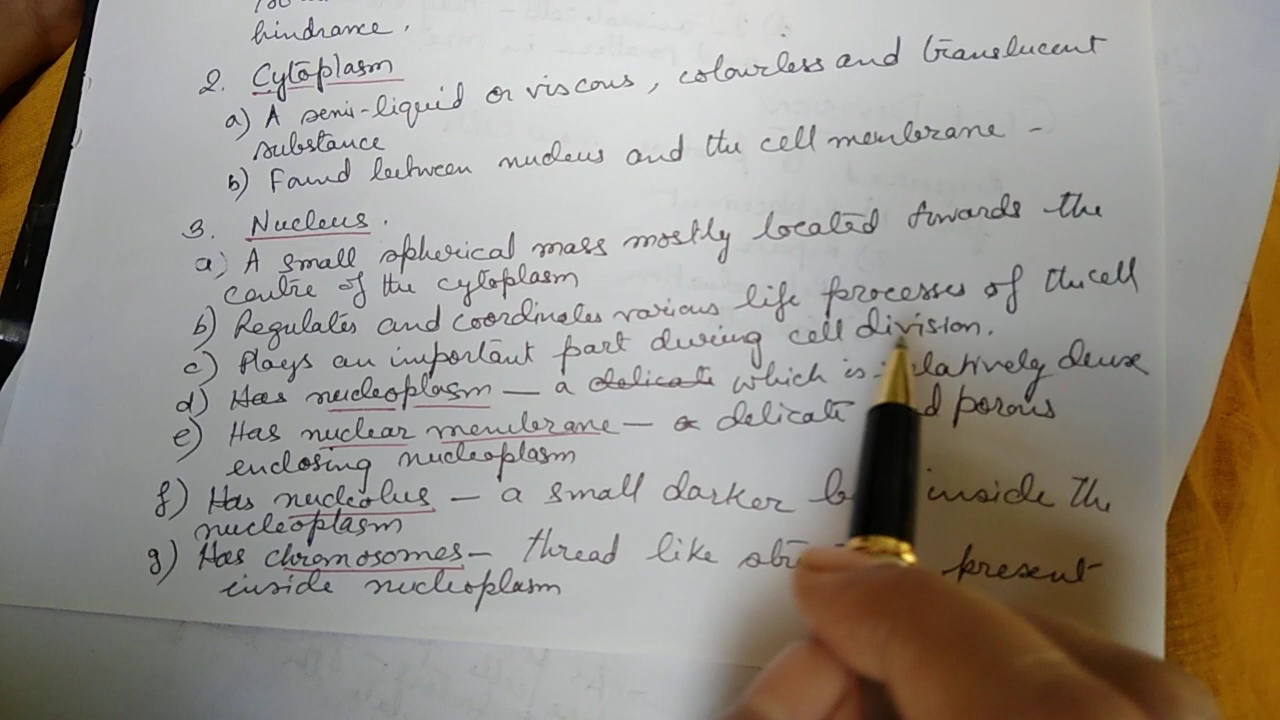 hindrance.
2. Cytoplasm
a) A semi-liquid or viscous, colourless and translucent
substance
b) Found between nucleus and the cell membrane -
3. Nucleus.
a) A small spherical mass mostly located towards the
centre of the cytoplasm
b) Regulates and coordinates various life processes of the cell
c) Plays an important part during cell division.
d) Has nucleoplasm — a delicate which is dense
e) Has nuclear membrane — a delicate porous
enclosing nucleoplasm
f) Has nucleolus — a small darker inside the
nucleoplasm
g) Has chromosomes — thread like present
inside nucleoplasm